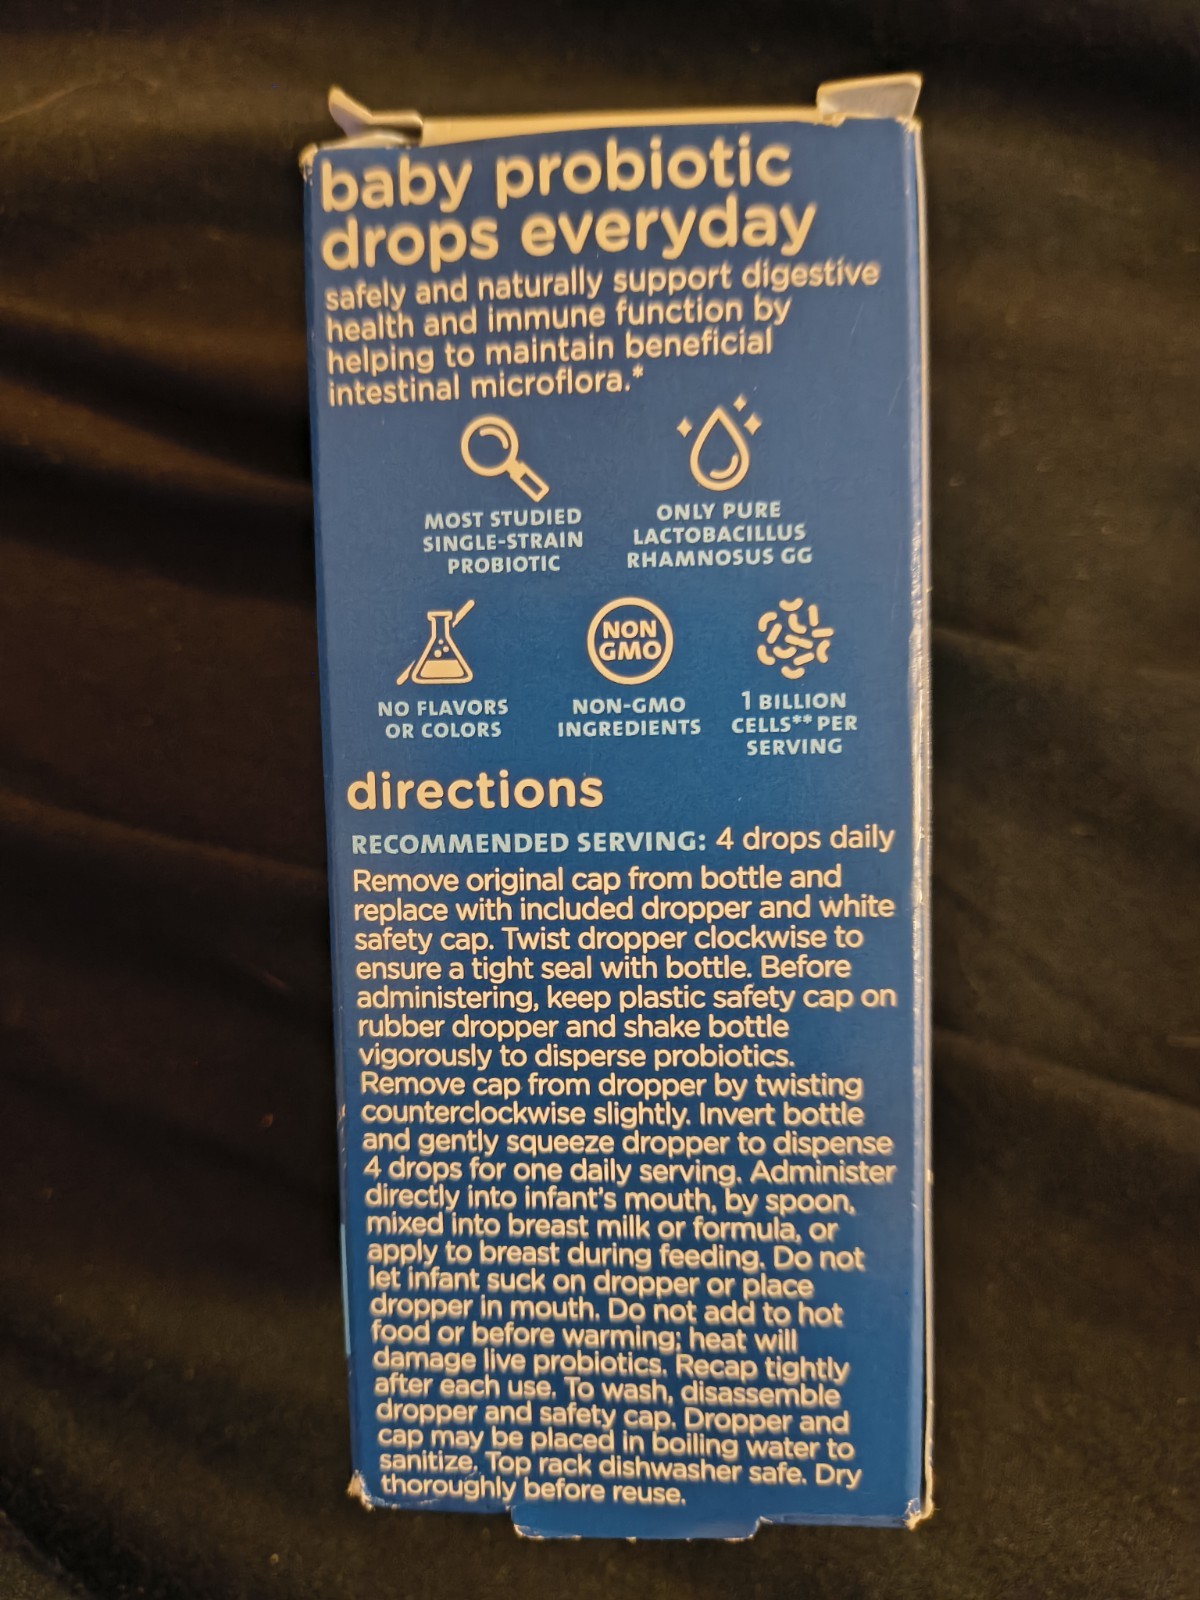 baby probiotic
drops everyday
safely and naturally support digestive
health and immune function by
helping to maintain beneficial
intestinal microflora.*
MOST STUDIED
SINGLE-STRAIN
PROBIOTIC
ONLY PURE
LACTOBACILLUS
RHAMNOSUS GG
NO FLAVORS
OR COLORS
NON
GMO
NON-GMO
INGREDIENTS
1 BILLION
CELLS** PER
SERVING
directions
RECOMMENDED SERVING: 4 drops daily
Remove original cap from bottle and
replace with included dropper and white
safety cap. Twist dropper clockwise to
ensure a tight seal with bottle. Before
administering, keep plastic safety cap on
rubber dropper and shake bottle
vigorously to disperse probiotics.
Remove cap from dropper by twisting
counterclockwise slightly. Invert bottle
and gently squeeze dropper to dispense
4 drops for one daily serving. Administer
directly into infant's mouth, by spoon,
mixed into breast milk or formula, or
apply to breast during feeding. Do not
let infant suck on dropper or place
dropper in mouth. Do not add to hot
food or before warming; heat will
damage live probiotics. Recap tightly
after each use. To wash, disassemble
dropper and safety cap. Dropper and
cap may be placed in boiling water to
sanitize. Top rack dishwasher safe. Dry
thoroughly before reuse.